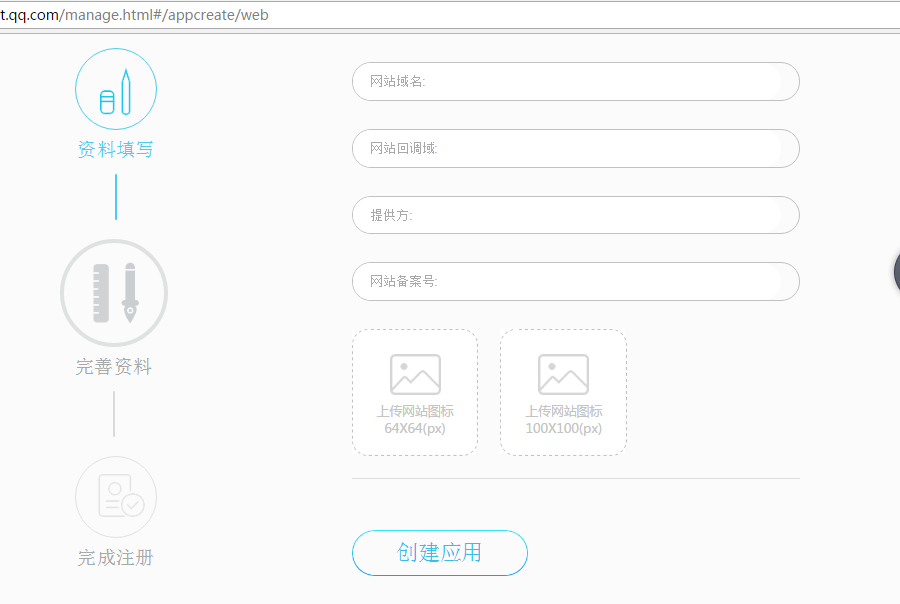 t.qq.com/manage.html#/appcreate/web
资料填写
完善资料
完成注册
网站域名:
网站回调域:
提供方:
网站备案号:
上传网站图标
64X64(px)
上传网站图标
100X100(px)
创建应用